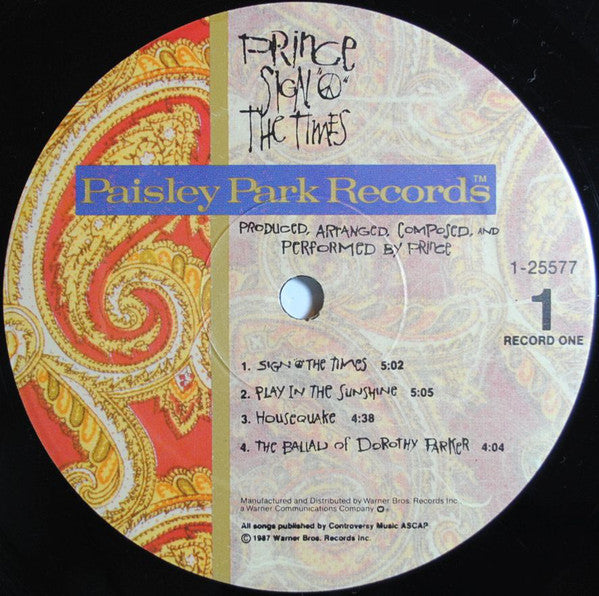 PRINCE
SIGN "☮"
THE TIMES
Paisley Park Records™
PRODUCED, ARRANGED, COMPOSED, AND
PERFORMED BY PRINCE
1-25577
1
RECORD ONE
1. SIGN "☮" THE TIMES 5:02
2. PLAY IN THE SUNSHINE 5:05
3. HOUSEQUAKE 4:38
4. THE BALLAD OF DOROTHY PARKER 4:04
Manufactured and Distributed by Warner Bros. Records Inc.
a Warner Communications Company
All songs published by Controversy Music ASCAP
© 1987 Warner Bros. Records Inc.